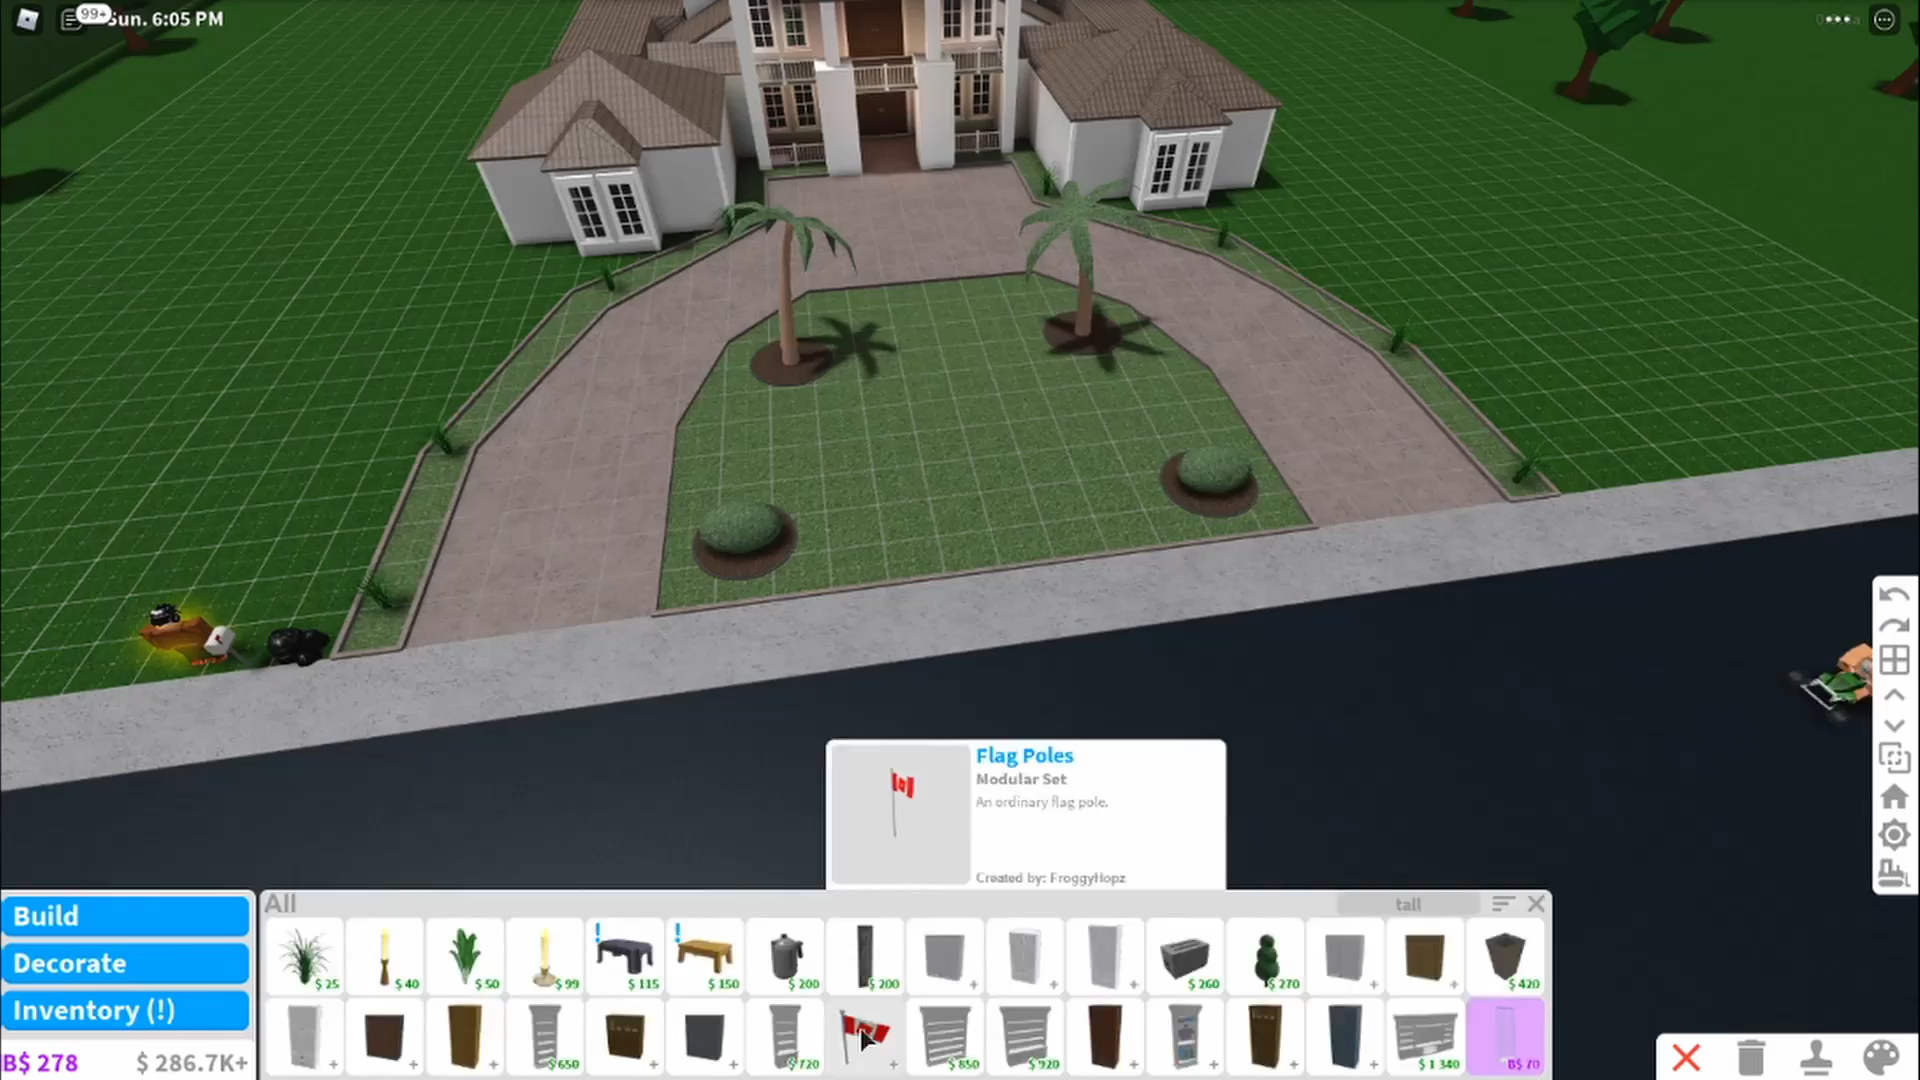 99+
Sun. 6:05 PM
Flag Poles
Modular Set
An ordinary flag pole.
Created by: FroggyHopz
All
tall
Build
Decorate
Inventory (!)
B$ 278
$ 286.7K+
! !
$ 25 $ 40 $ 50 $ 99 $ 115 $ 150 $ 200 $ 200 + + + $ 260 $ 270 + + $ 420
+ + + $ 650 + + $ 720 + $ 850 $ 920 + + + + $ 1 340 B$ 70